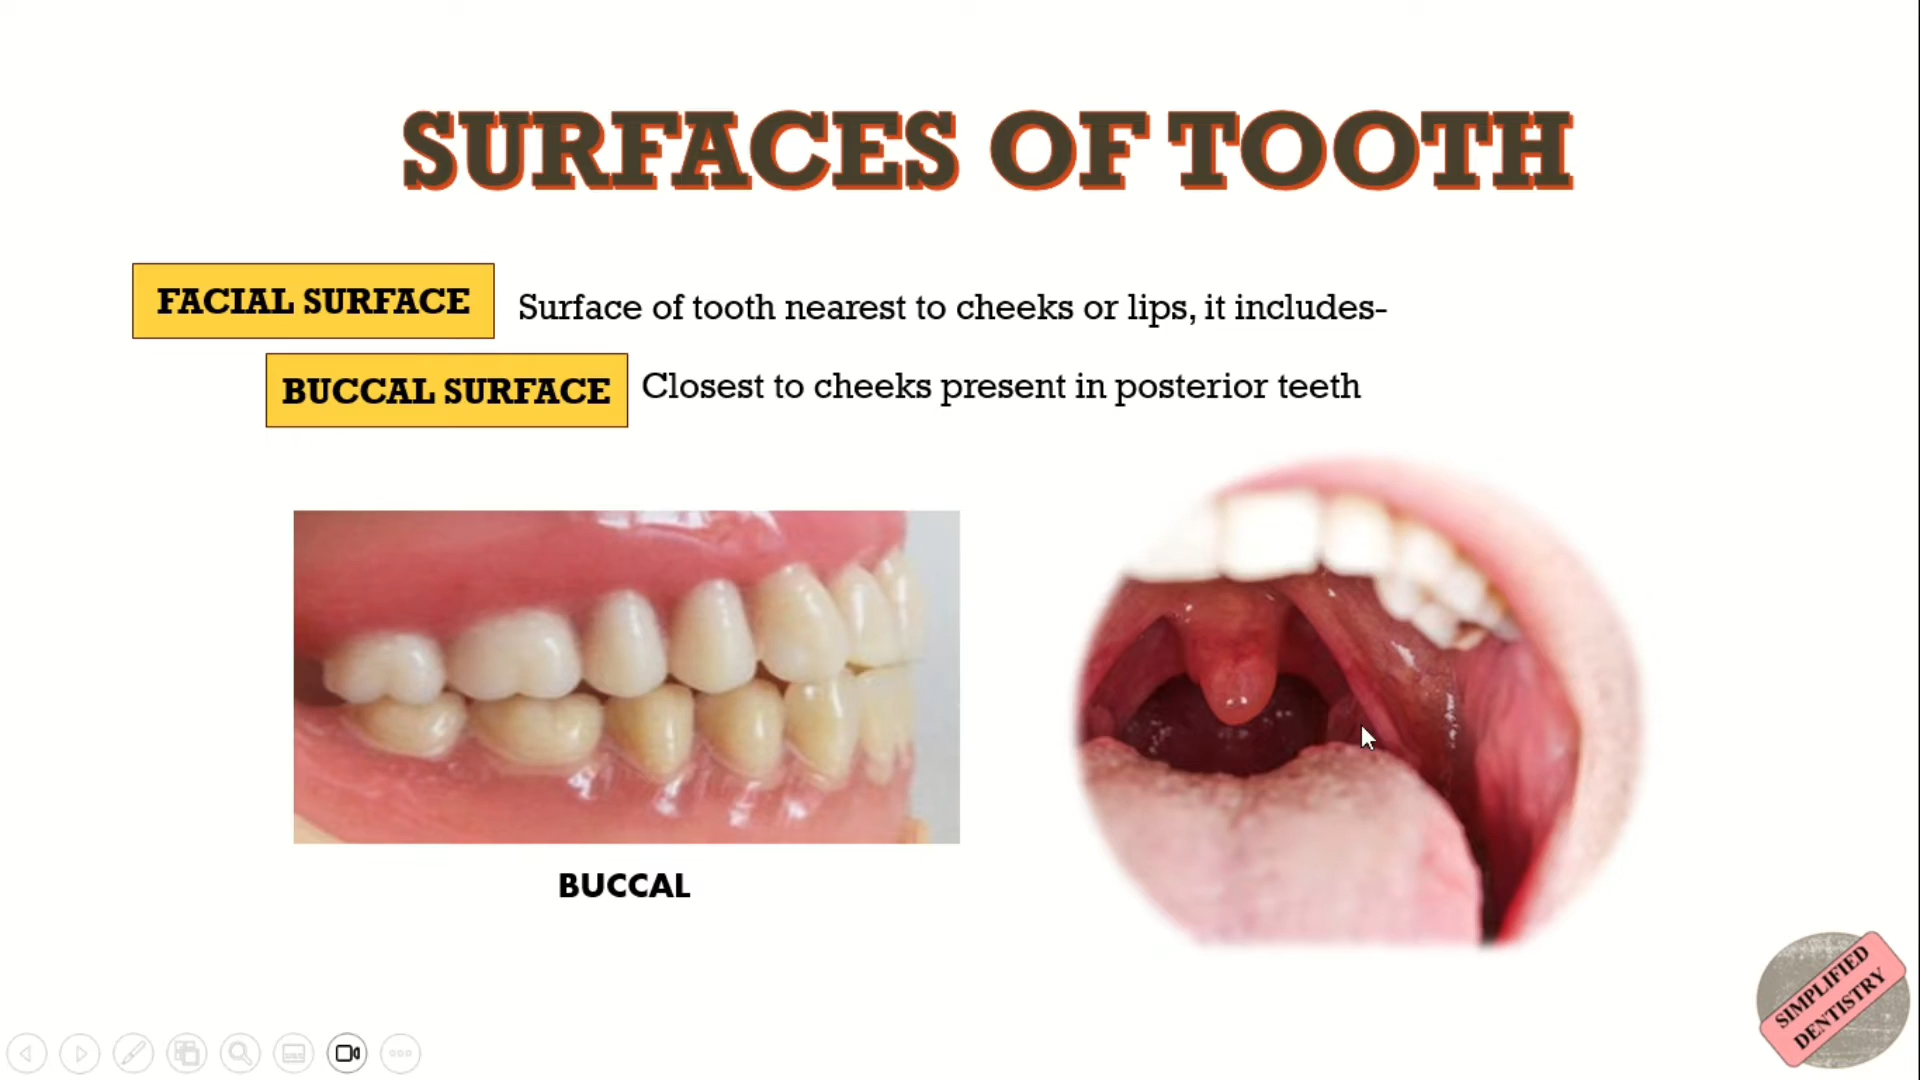 SURFACES OF TOOTH
FACIAL SURFACE Surface of tooth nearest to cheeks or lips, it includes-
BUCCAL SURFACE Closest to cheeks present in posterior teeth
BUCCAL
SIMPLIFIED
DENTISTRY